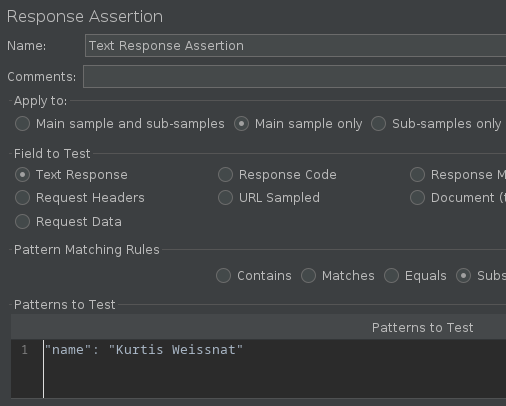 Response Assertion
Name: Text Response Assertion
Comments:
Apply to:
Main sample and sub-samples Main sample only Sub-samples only
Field to Test
Text Response Response Code Response M
Request Headers URL Sampled Document (t
Request Data
Pattern Matching Rules
Contains Matches Equals Subs
Patterns to Test
Patterns to Test
1 "name": "Kurtis Weissnat"